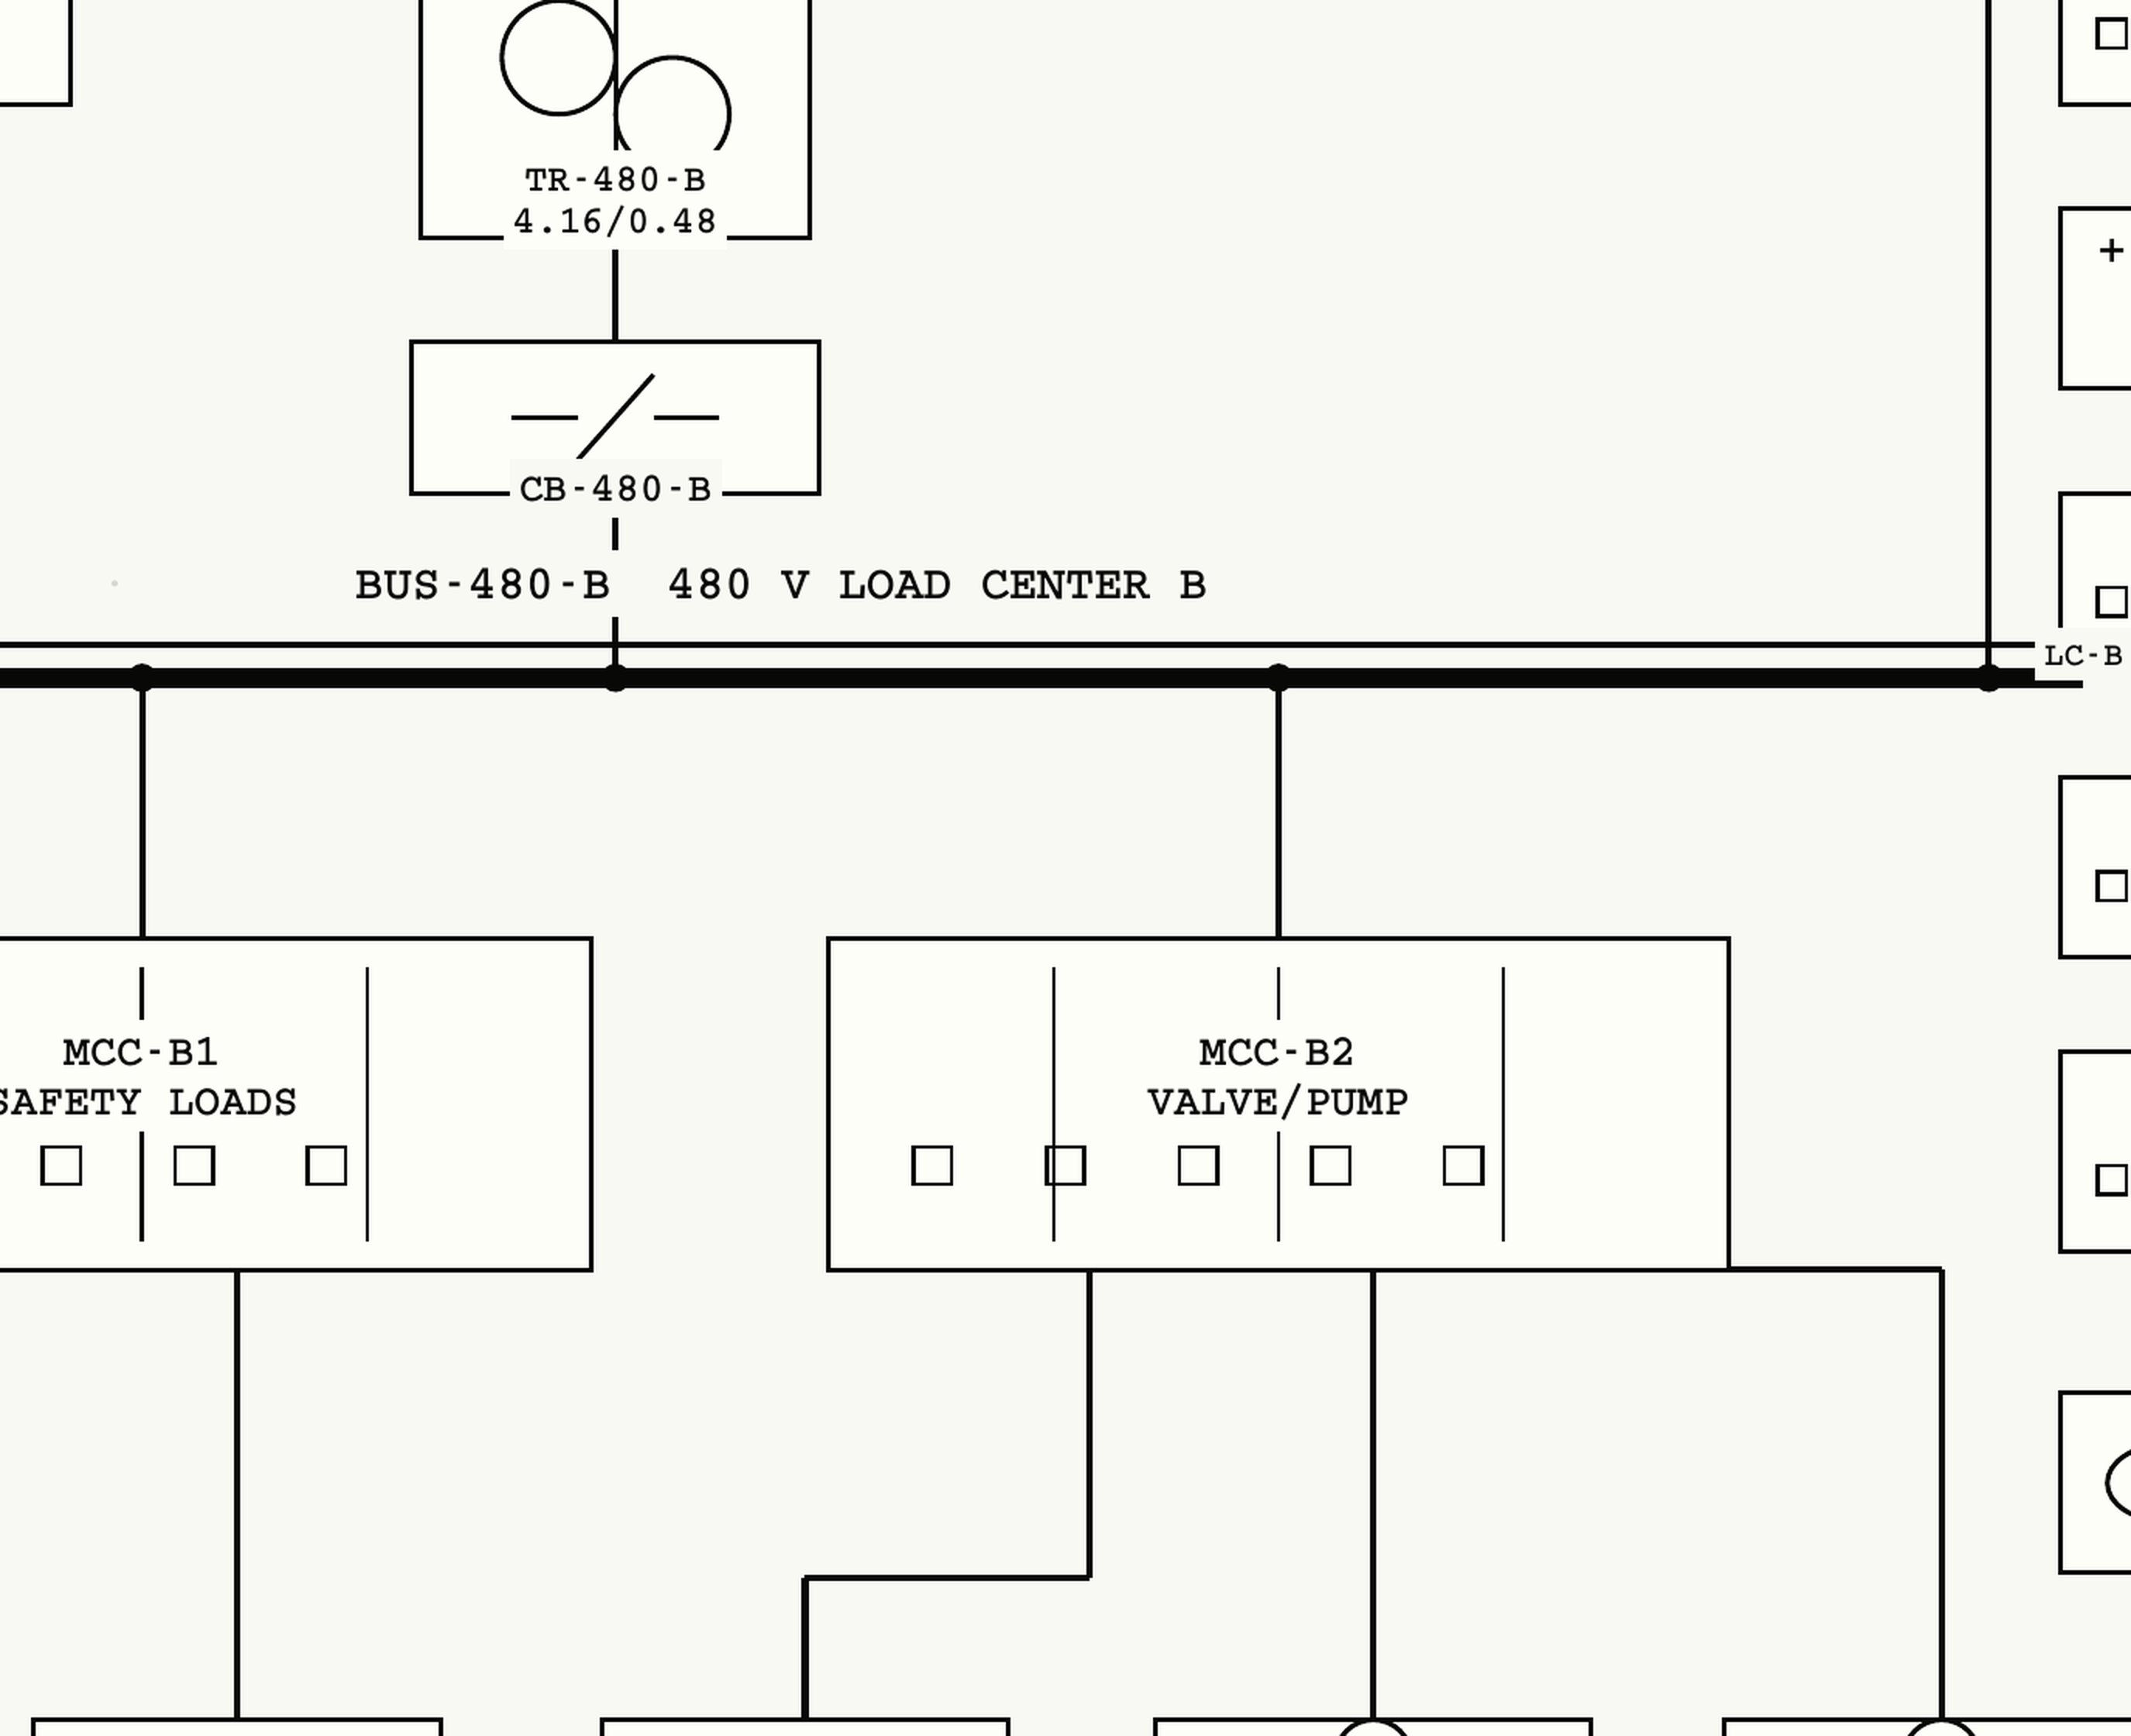 TR-480-B
4.16/0.48
+
CB-480-B
BUS-480-B 480 V LOAD CENTER B
LC-B
MCC-B1
SAFETY LOADS
MCC-B2
VALVE/PUMP